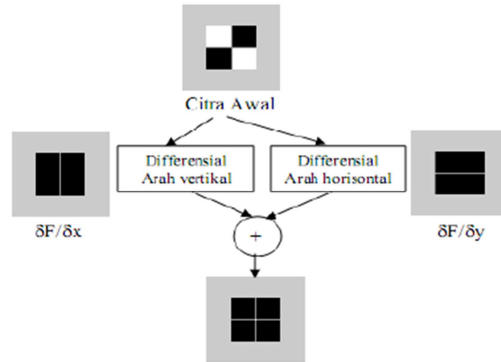 Citra Awal
Differensial
Arah vertikal
Differensial
Arah horisontal
δF/δx
+
δF/δy